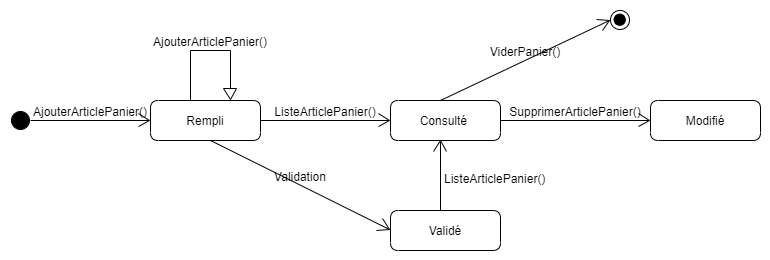 AjouterArticlePanier()
ViderPanier()
AjouterArticlePanier()
Rempli
ListeArticlePanier()
Consulté
SupprimerArticlePanier()
Modifié
Validation
ListeArticlePanier()
Validé